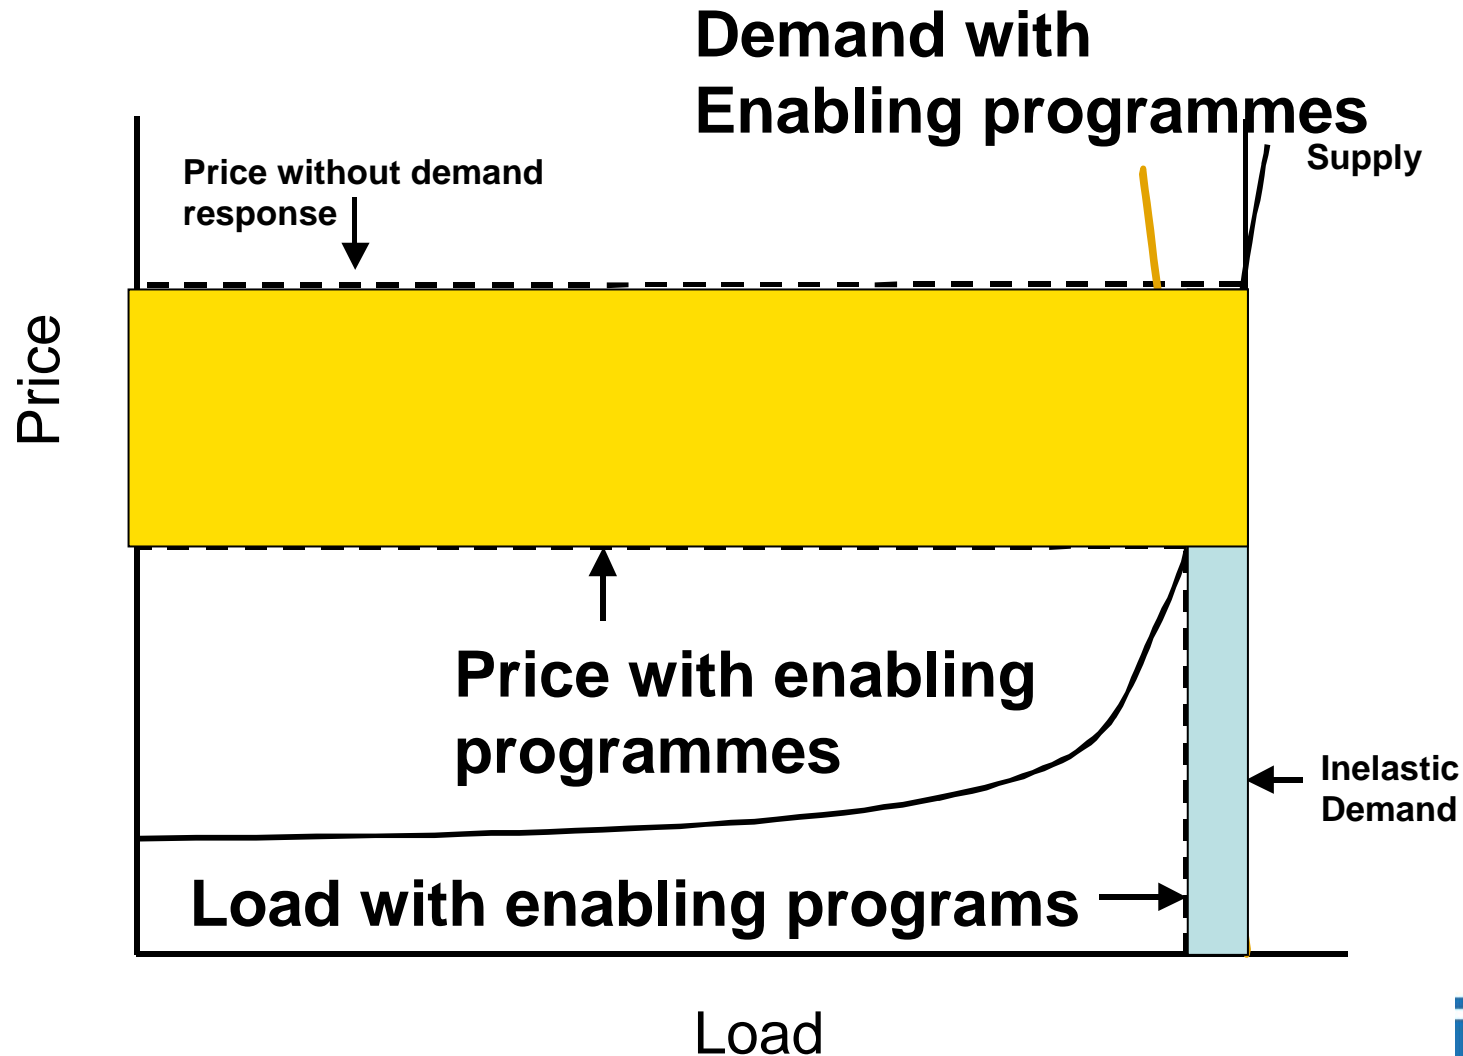 Demand with
Enabling programmes
Supply
Price without demand
response
Price
Price with enabling
programmes
Inelastic
Demand
Load with enabling programs
Load